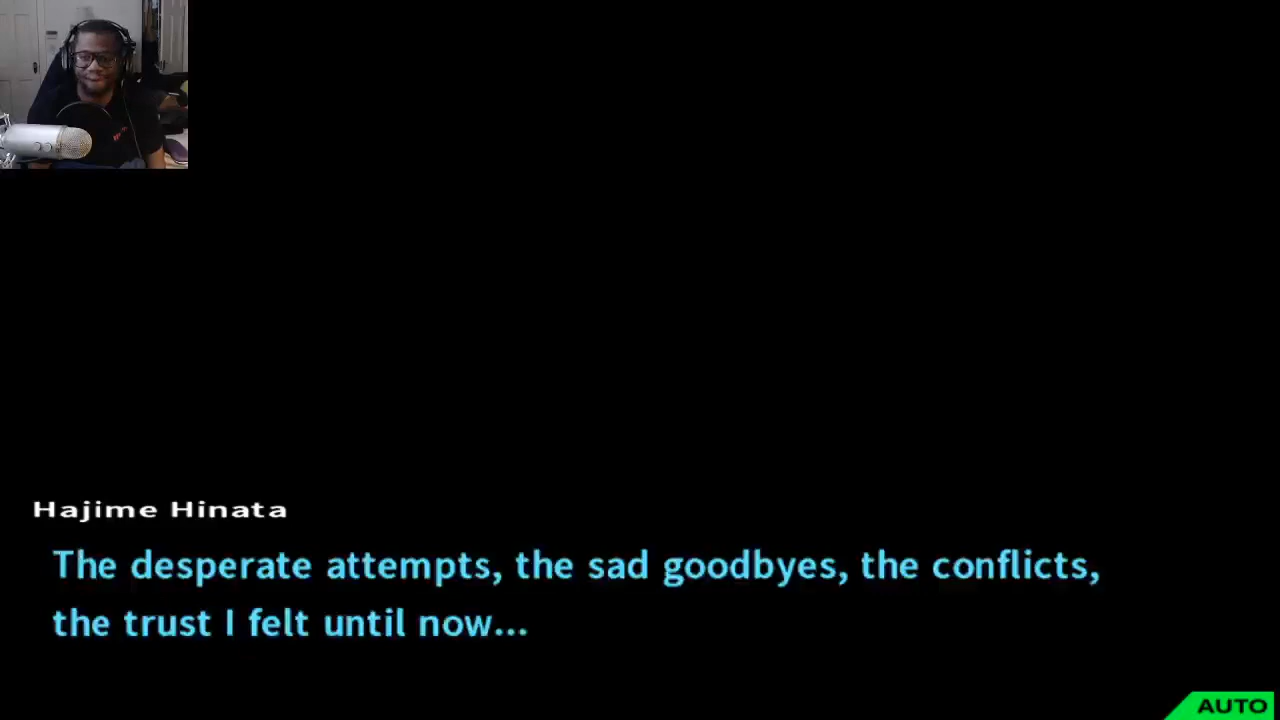 Hajime Hinata
The desperate attempts, the sad goodbyes, the conflicts,
the trust I felt until now...
AUTO